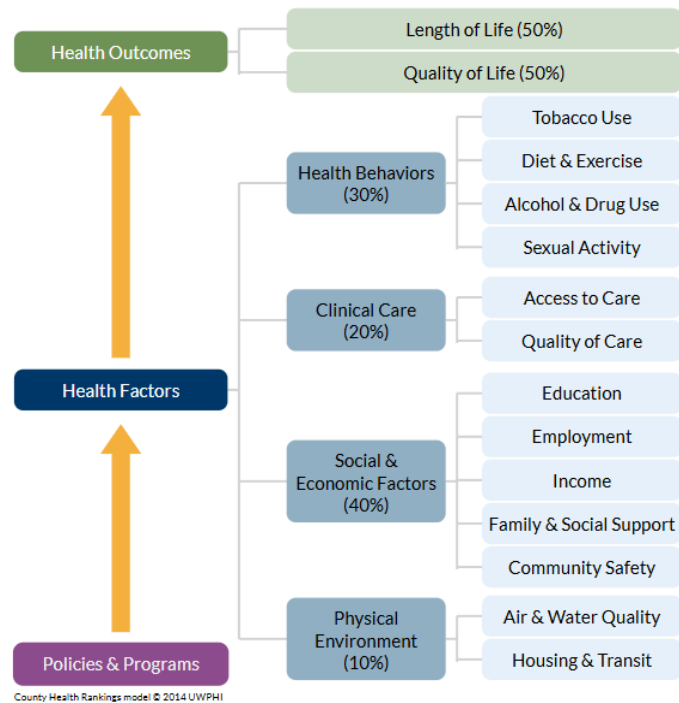 Health Outcomes
Length of Life (50%)
Quality of Life (50%)
Health Behaviors
(30%)
Tobacco Use
Diet & Exercise
Alcohol & Drug Use
Sexual Activity
Clinical Care
(20%)
Access to Care
Quality of Care
Health Factors
Social &
Economic Factors
(40%)
Education
Employment
Income
Family & Social Support
Community Safety
Physical
Environment
(10%)
Air & Water Quality
Housing & Transit
Policies & Programs
County Health Rankings model © 2014 UWPHI